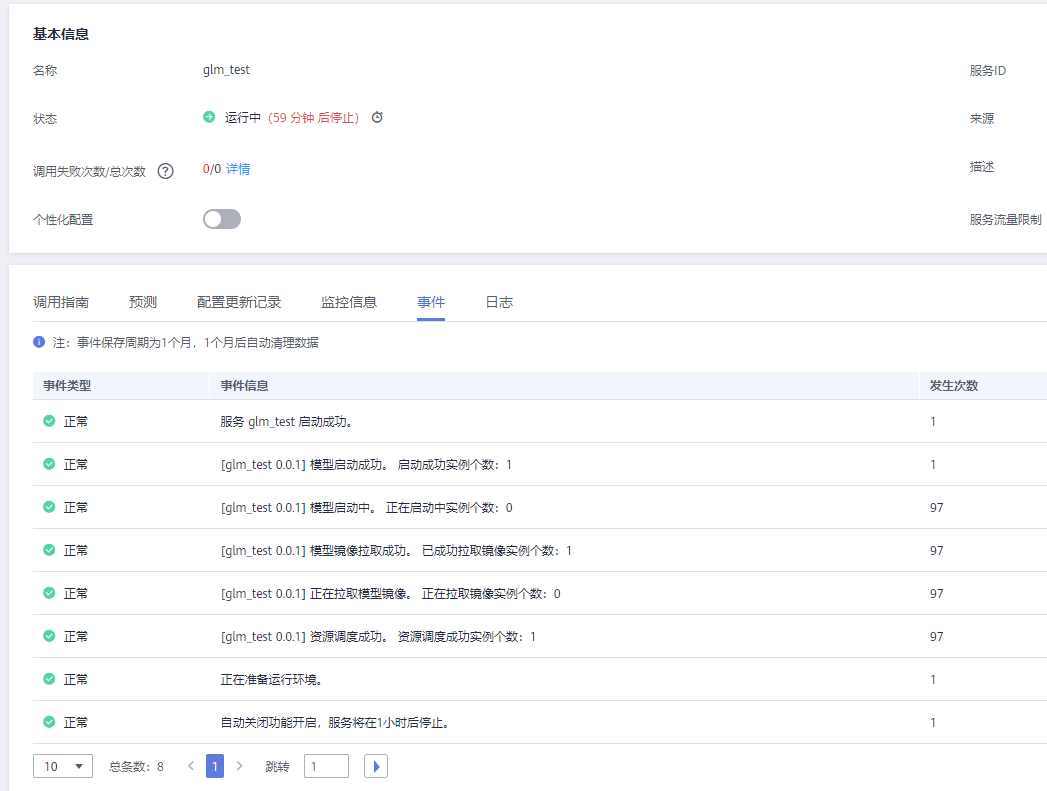 基本信息
名称 glm_test 服务ID
状态 运行中 (59 分钟 后停止) 来源
调用失败次数/总次数 ? 0/0 详情 描述
个性化配置 服务流量限制
调用指南 预测 配置更新记录 监控信息 事件 日志
注：事件保存周期为1个月，1个月后自动清理数据
事件类型 事件信息 发生次数
正常 服务 glm_test 启动成功。 1
正常 [glm_test 0.0.1] 模型启动成功。 启动成功实例个数：1 1
正常 [glm_test 0.0.1] 模型启动中。 正在启动中实例个数：0 97
正常 [glm_test 0.0.1] 模型镜像拉取成功。 已成功拉取镜像实例个数：1 97
正常 [glm_test 0.0.1] 正在拉取模型镜像。 正在拉取镜像实例个数：0 97
正常 [glm_test 0.0.1] 资源调度成功。 资源调度成功实例个数：1 97
正常 正在准备运行环境。 1
正常 自动关闭功能开启，服务将在1小时后停止。 1
10 总条数：8 < 1 > 跳转 1